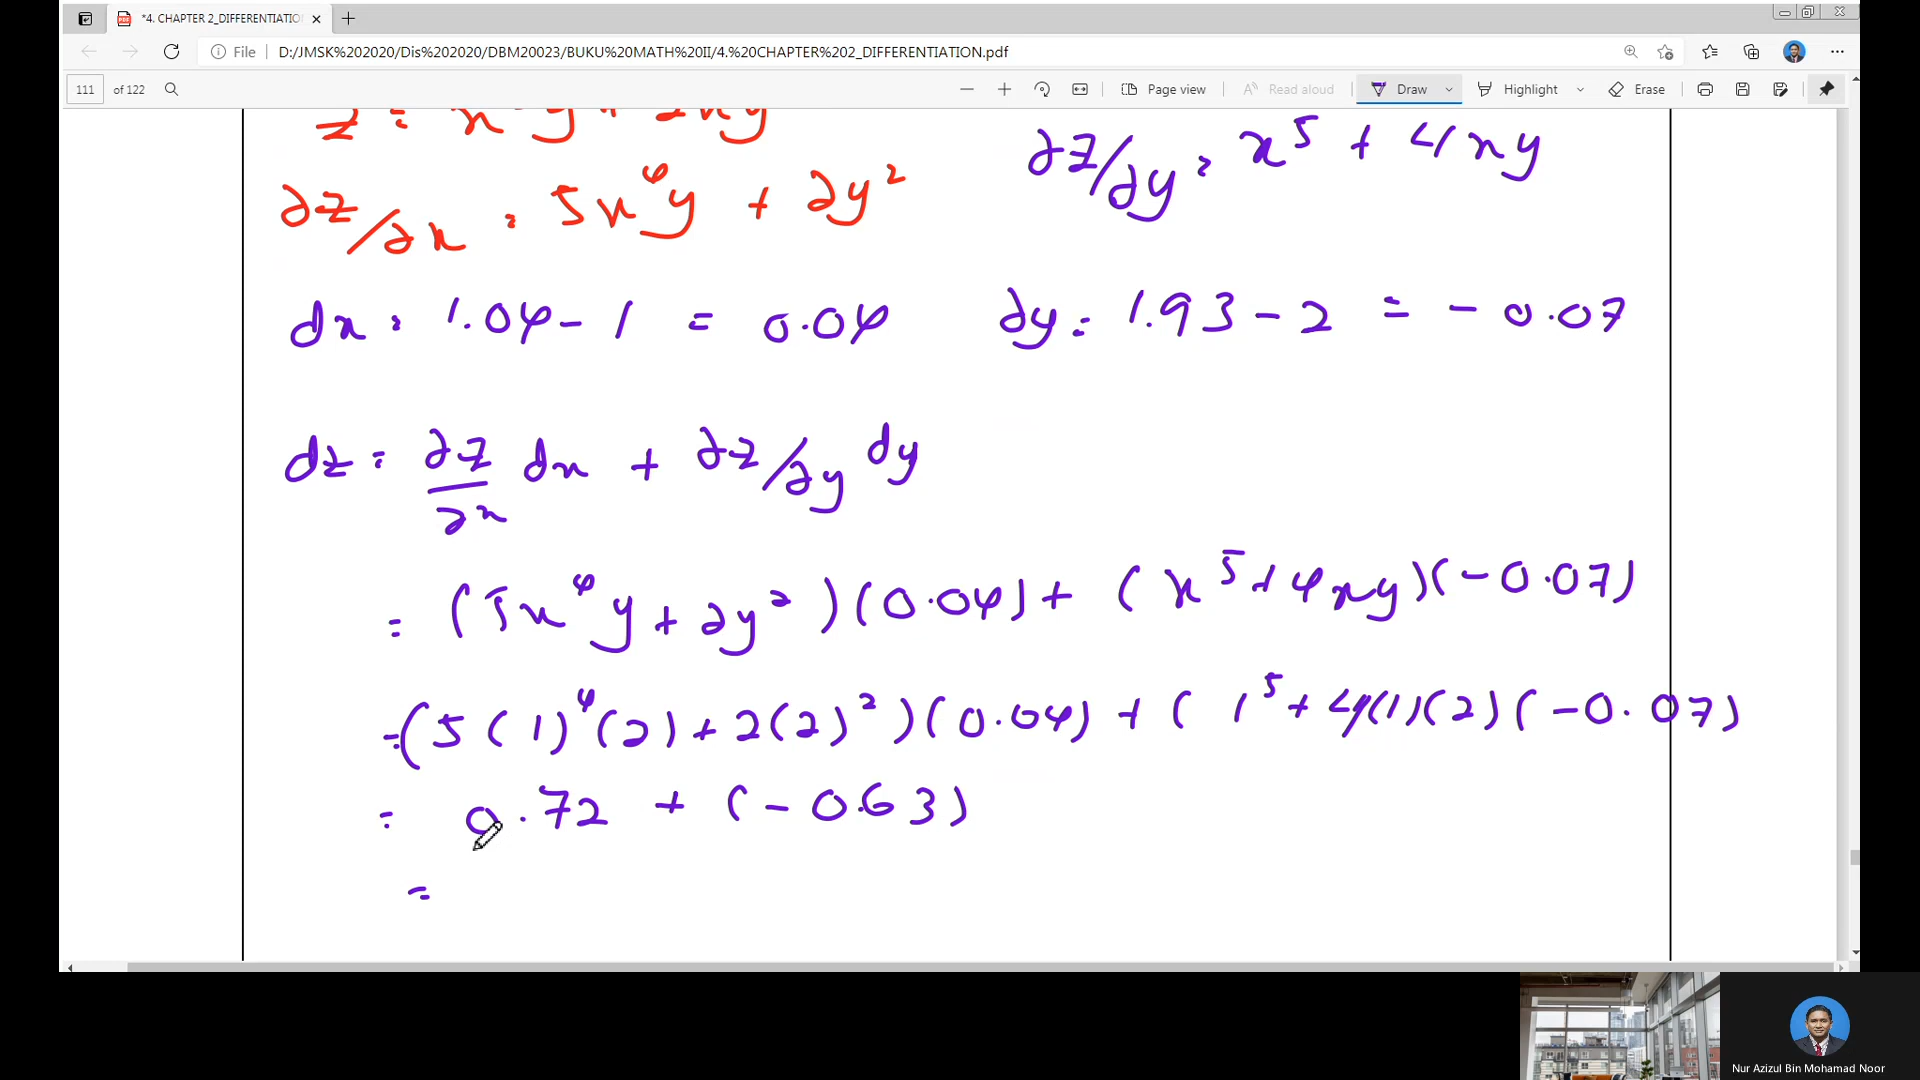 *4. CHAPTER 2_DIFFERENTIATIO
File D:/JMSK%202020/Dis%202020/DBM20023/BUKU%20MATH%20II/4.%20CHAPTER%202_DIFFERENTIATION.pdf
111 of 122 Page view Read aloud Draw Highlight Erase
∂z/∂y = x⁵ + 4xy
∂z/∂x = 5x⁴y + 2y²
dx = 1.04 - 1 = 0.04 ∂y = 1.93 - 2 = - 0.07
dz = ∂z/∂x dx + ∂z/∂y dy
= (5x⁴y + 2y²)(0.04) + (x⁵ + 4xy)(-0.07)
= (5(1)⁴(2) + 2(2)²)(0.04) + ( 1⁵ + 4(1)(2)(-0.07)
= 0.72 + (-0.63)
=
Nur Azizul Bin Mohamad Noor